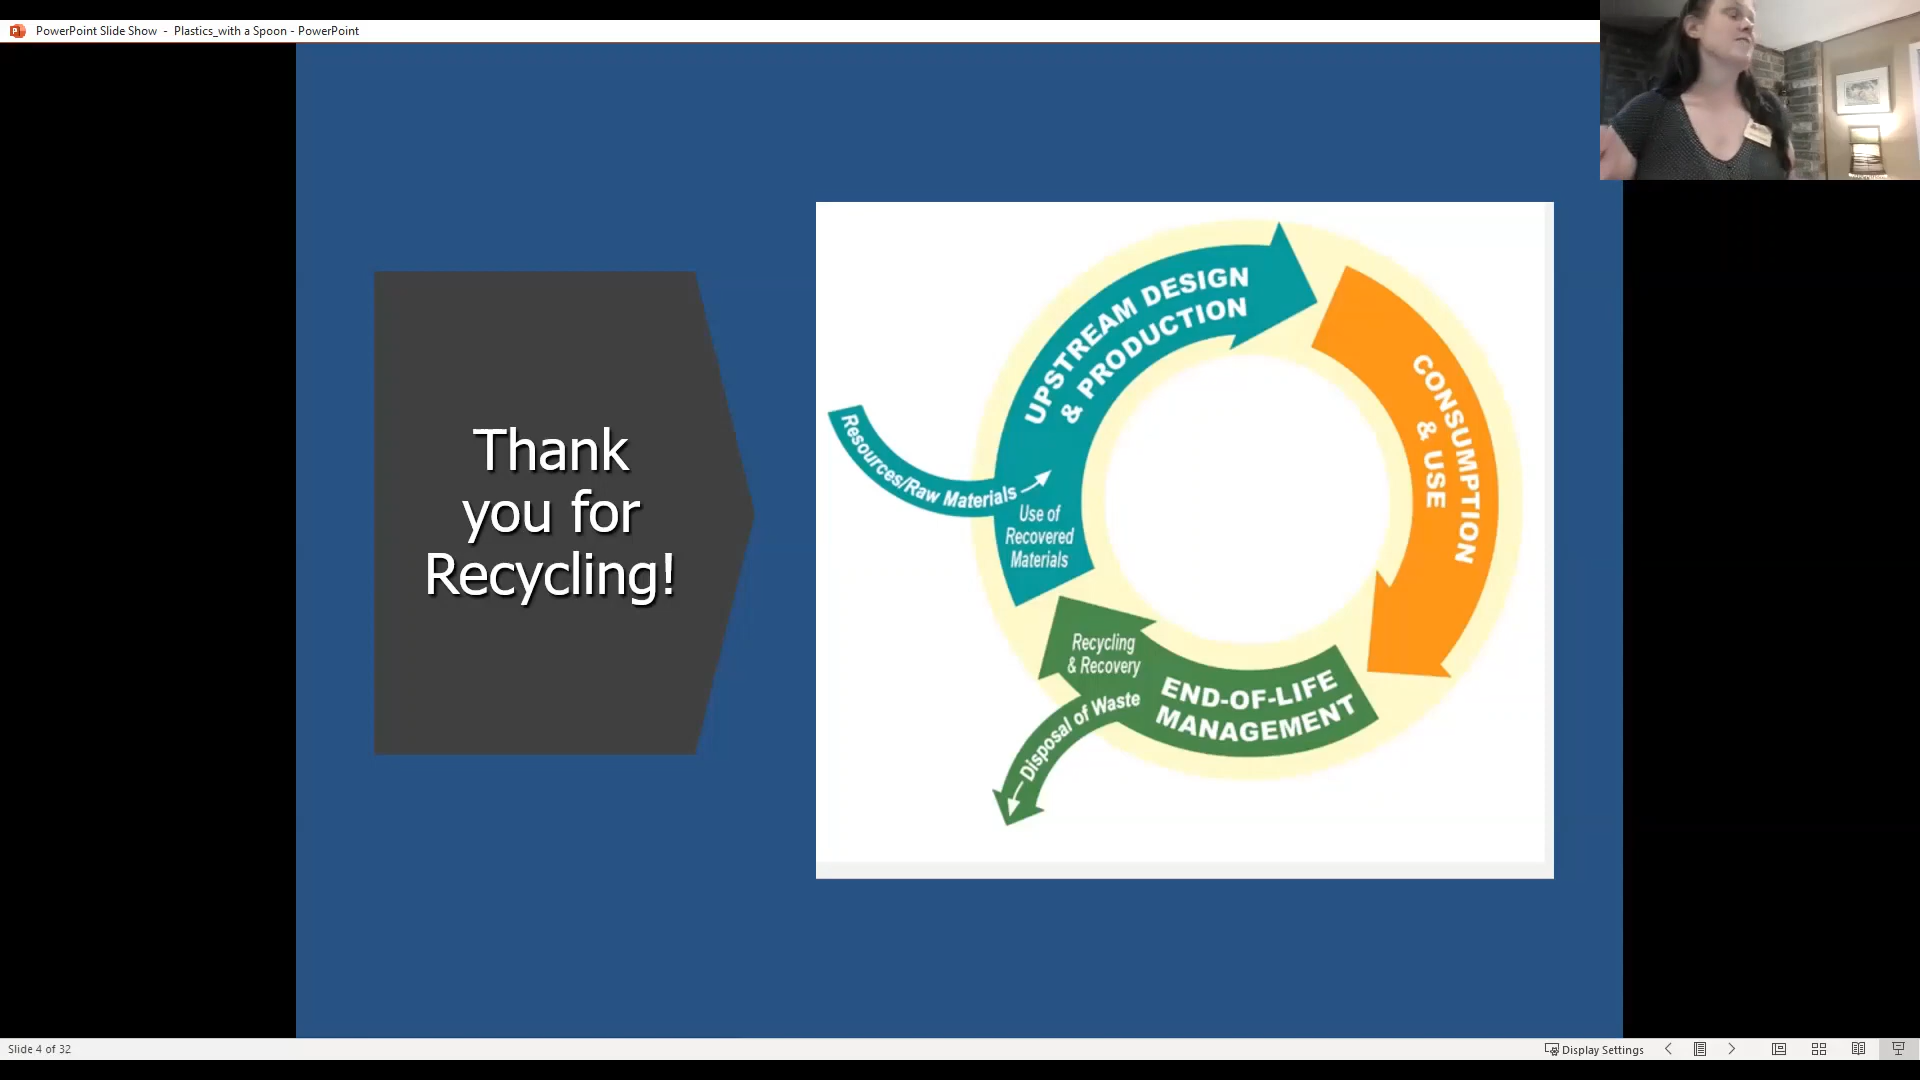 PowerPoint Slide Show - Plastics_with a Spoon - PowerPoint
Thank
you for
Recycling!
UPSTREAM DESIGN
& PRODUCTION
CONSUMPTION
& USE
Resources/Raw Materials
Use of
Recovered
Materials
Recycling
& Recovery
END-OF-LIFE
MANAGEMENT
Disposal of Waste
Slide 4 of 32
Display Settings